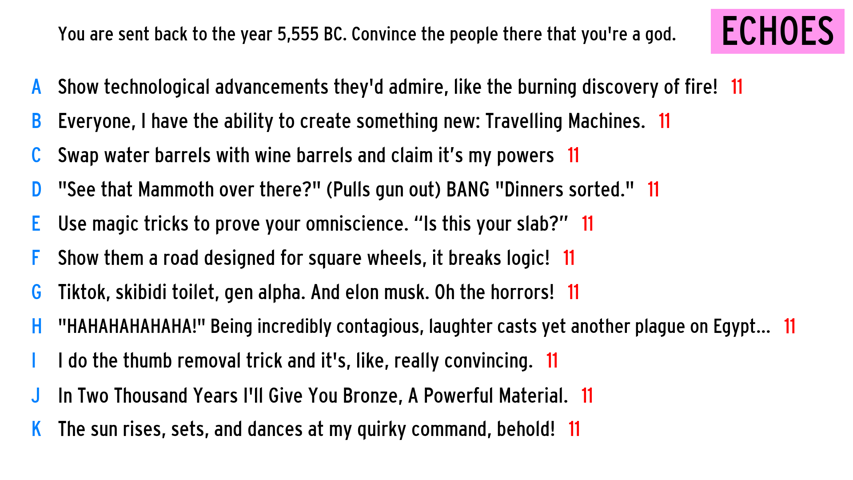 You are sent back to the year 5,555 BC. Convince the people there that you're a god.
ECHOES
A Show technological advancements they'd admire, like the burning discovery of fire! 11
B Everyone, I have the ability to create something new: Travelling Machines. 11
C Swap water barrels with wine barrels and claim it’s my powers 11
D "See that Mammoth over there?" (Pulls gun out) BANG "Dinners sorted." 11
E Use magic tricks to prove your omniscience. “Is this your slab?” 11
F Show them a road designed for square wheels, it breaks logic! 11
G Tiktok, skibidi toilet, gen alpha. And elon musk. Oh the horrors! 11
H "HAHAHAHAHAHA!" Being incredibly contagious, laughter casts yet another plague on Egypt... 11
I I do the thumb removal trick and it's, like, really convincing. 11
J In Two Thousand Years I'll Give You Bronze, A Powerful Material. 11
K The sun rises, sets, and dances at my quirky command, behold! 11